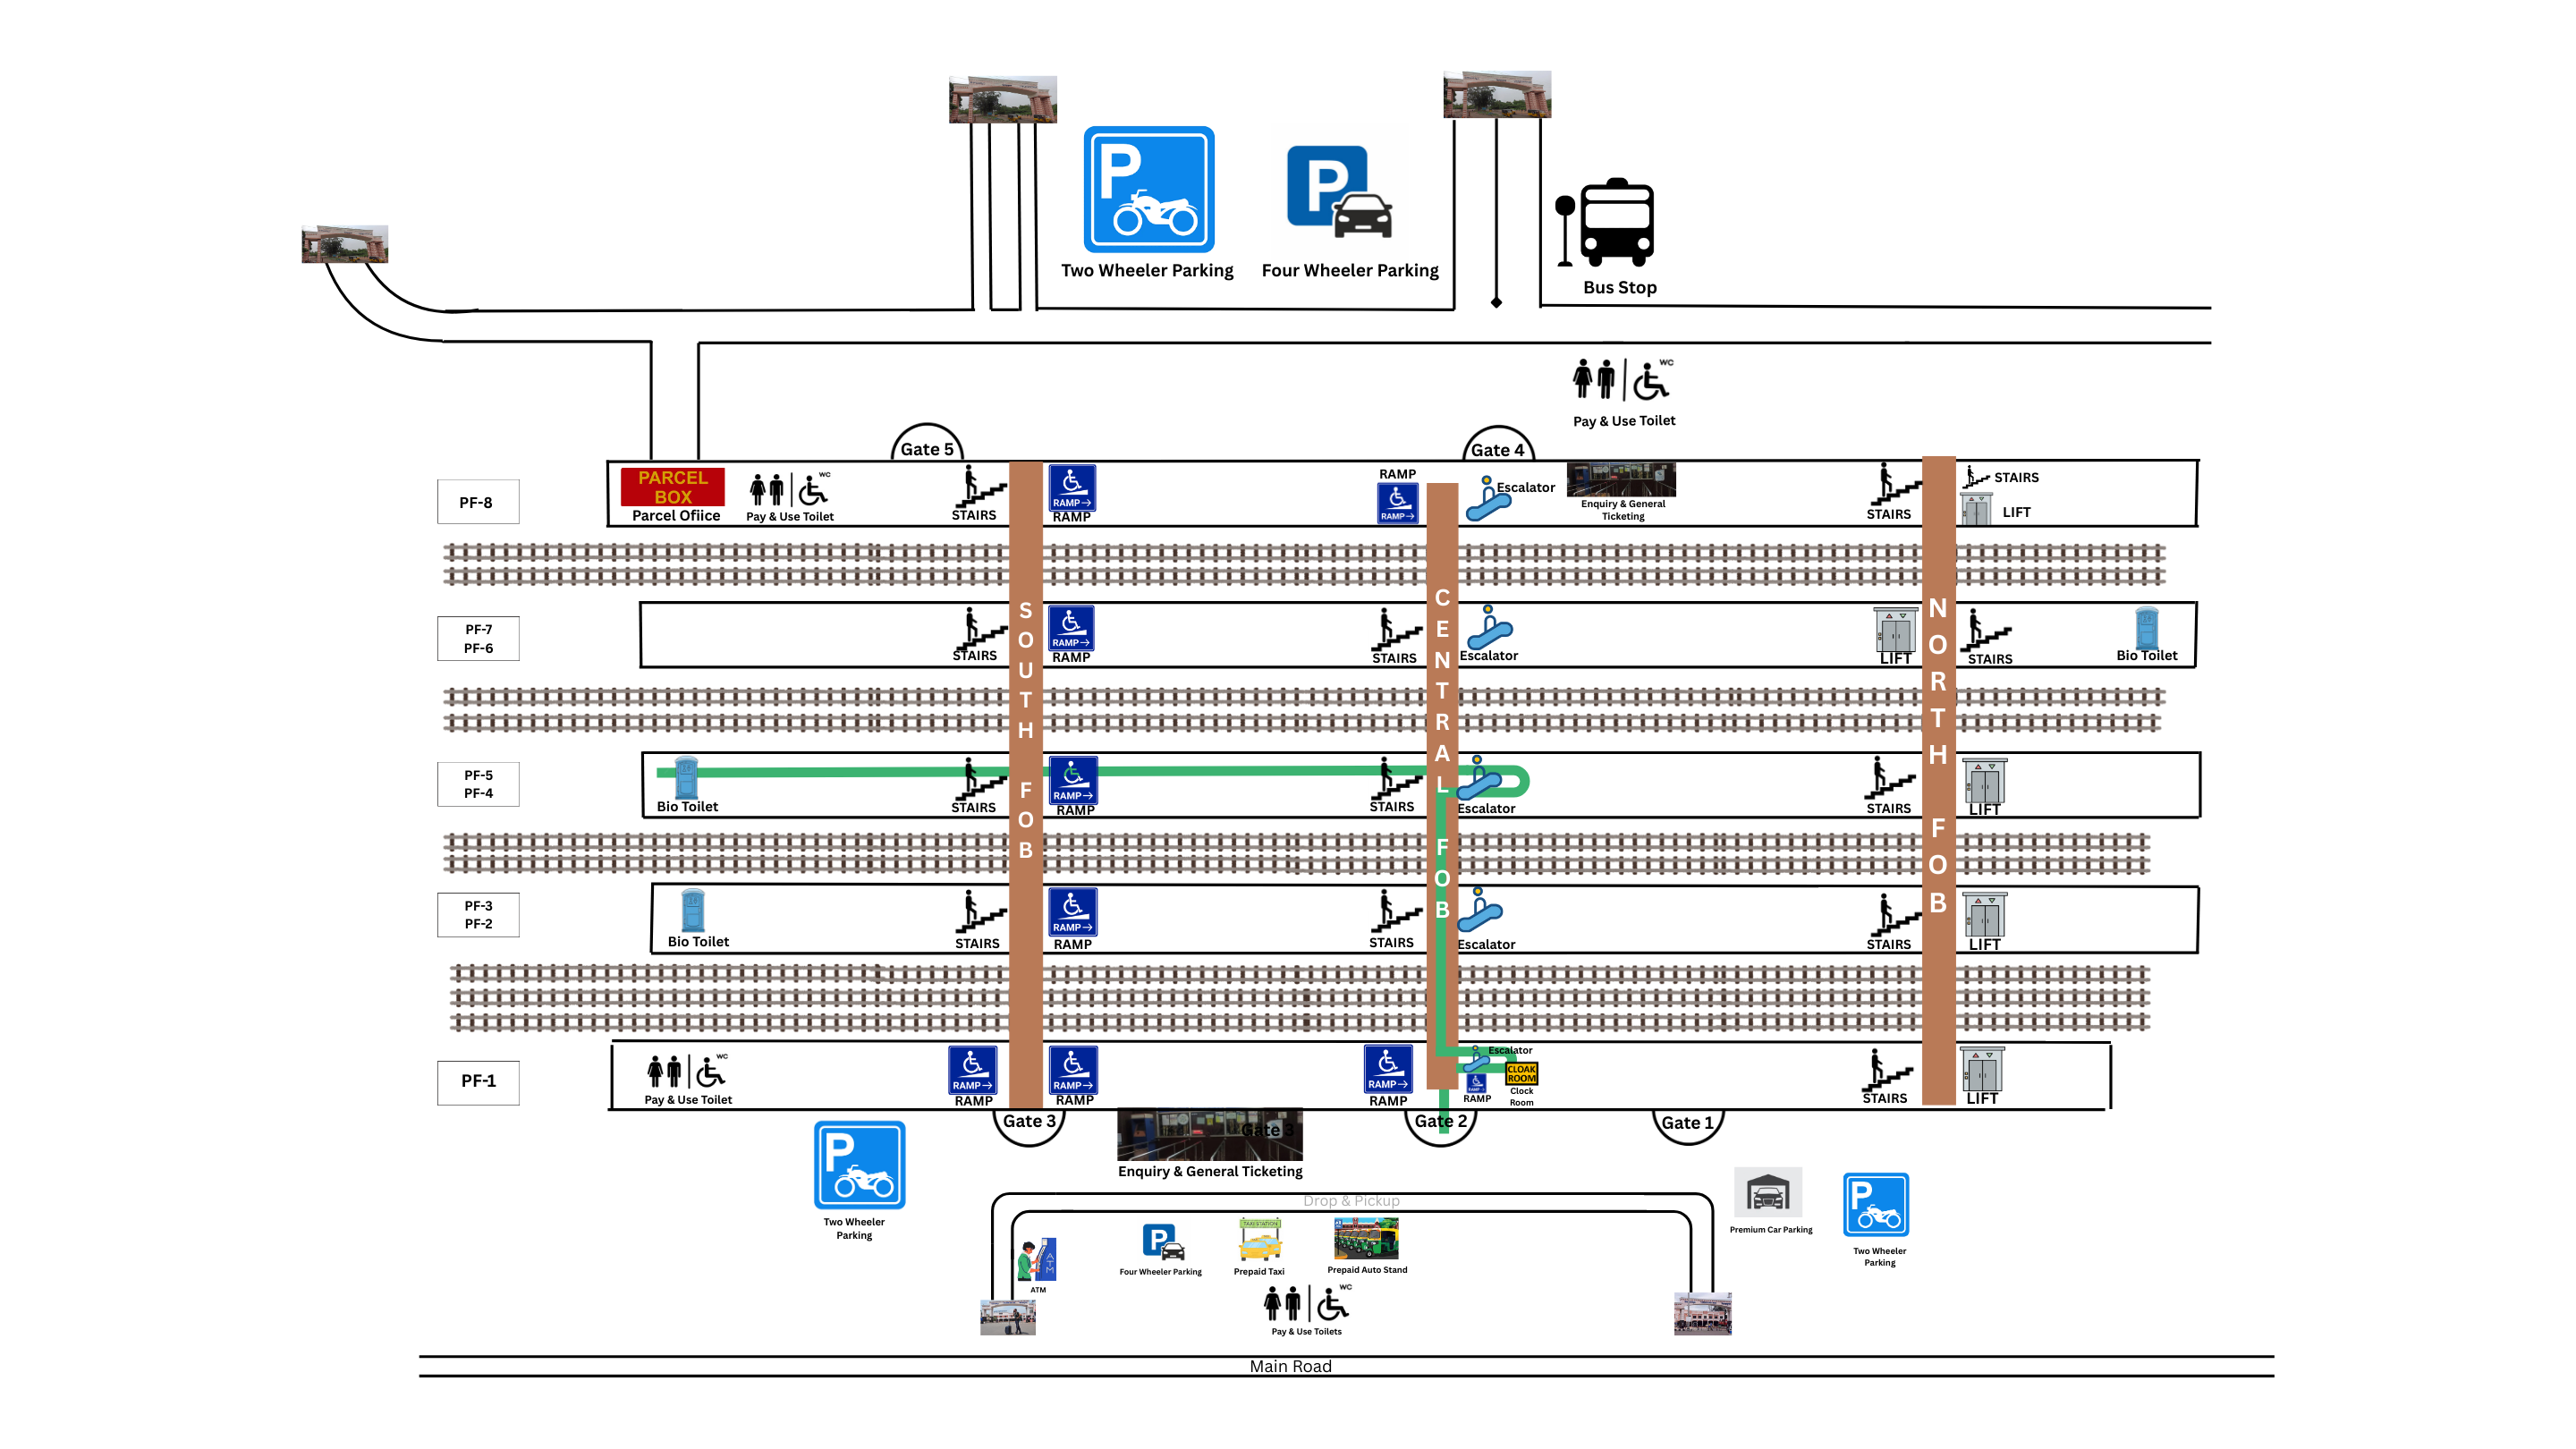 P
Two Wheeler Parking
P
Four Wheeler Parking
Bus Stop
WC
Pay & Use Toilet
Gate 5
Gate 4
PF-8
PARCEL
BOX
Parcel Ofiice
WC
Pay & Use Toilet
STAIRS
RAMP→
RAMP
RAMP
RAMP→
Escalator
Enquiry & General
Ticketing
STAIRS
STAIRS
LIFT
SOUTH FOB
CENTRAL FOB
NORTH FOB
PF-7
PF-6
STAIRS
RAMP→
RAMP
STAIRS
Escalator
LIFT
STAIRS
Bio Toilet
PF-5
PF-4
Bio Toilet
STAIRS
RAMP→
RAMP
STAIRS
Escalator
STAIRS
LIFT
PF-3
PF-2
Bio Toilet
STAIRS
RAMP→
RAMP
STAIRS
Escalator
STAIRS
LIFT
PF-1
WC
Pay & Use Toilet
RAMP→
RAMP
RAMP→
RAMP
RAMP→
RAMP
Escalator
RAMP
CLOAK
ROOM
Clock
Room
STAIRS
LIFT
Gate 3
Gate 3
Enquiry & General Ticketing
Gate 2
Gate 1
P
Two Wheeler
Parking
Drop & Pickup
ATM
ATM
P
Four Wheeler Parking
TAXI STATION
Prepaid Taxi
Prepaid Auto Stand
WC
Pay & Use Toilets
Premium Car Parking
P
Two Wheeler
Parking
Main Road